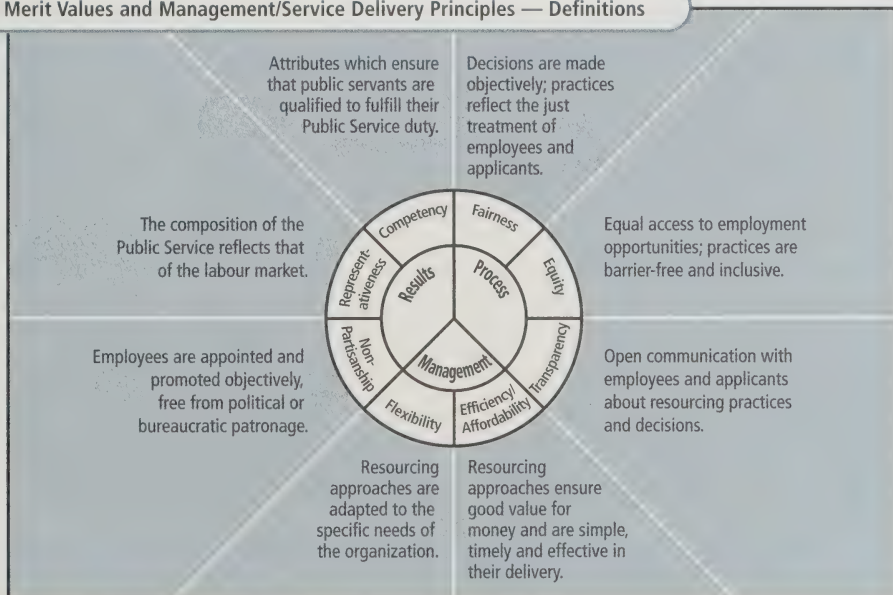 Merit Values and Management/Service Delivery Principles — Definitions
Attributes which ensure
that public servants are
qualified to fulfill their
Public Service duty.
Decisions are made
objectively; practices
reflect the just
treatment of
employees and
applicants.
The composition of the
Public Service reflects that
of the labour market.
Equal access to employment
opportunities; practices are
barrier-free and inclusive.
Competency
Fairness
Represent-
ativeness
Results
Process
Equity
Non-
Partisanship
Management
Transparency
Flexibility
Efficiency/
Affordability
Employees are appointed and
promoted objectively,
free from political or
bureaucratic patronage.
Open communication with
employees and applicants
about resourcing practices
and decisions.
Resourcing
approaches are
adapted to the
specific needs of
the organization.
Resourcing
approaches ensure
good value for
money and are simple,
timely and effective in
their delivery.